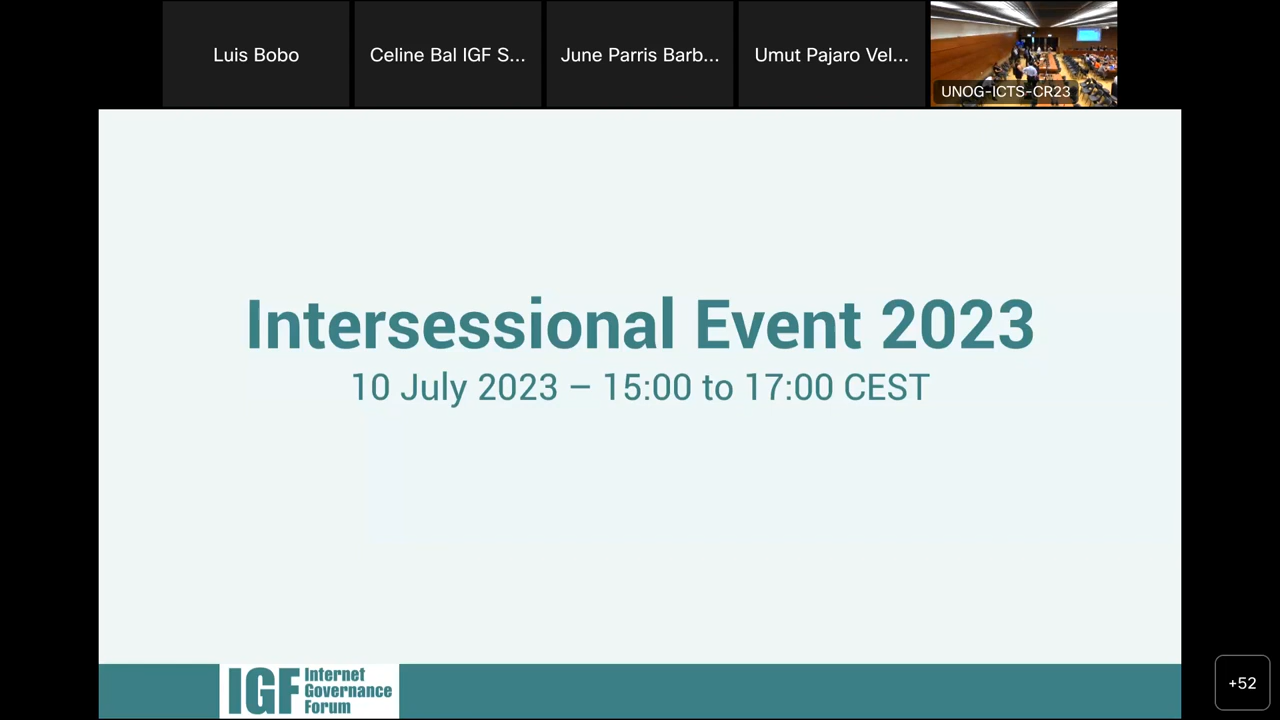 Luis Bobo
Celine Bal IGF S...
June Parris Barb...
Umut Pajaro Vel...
UNOG-ICTS-CR23
Intersessional Event 2023
10 July 2023 – 15:00 to 17:00 CEST
IGF
Internet
Governance
Forum
+52